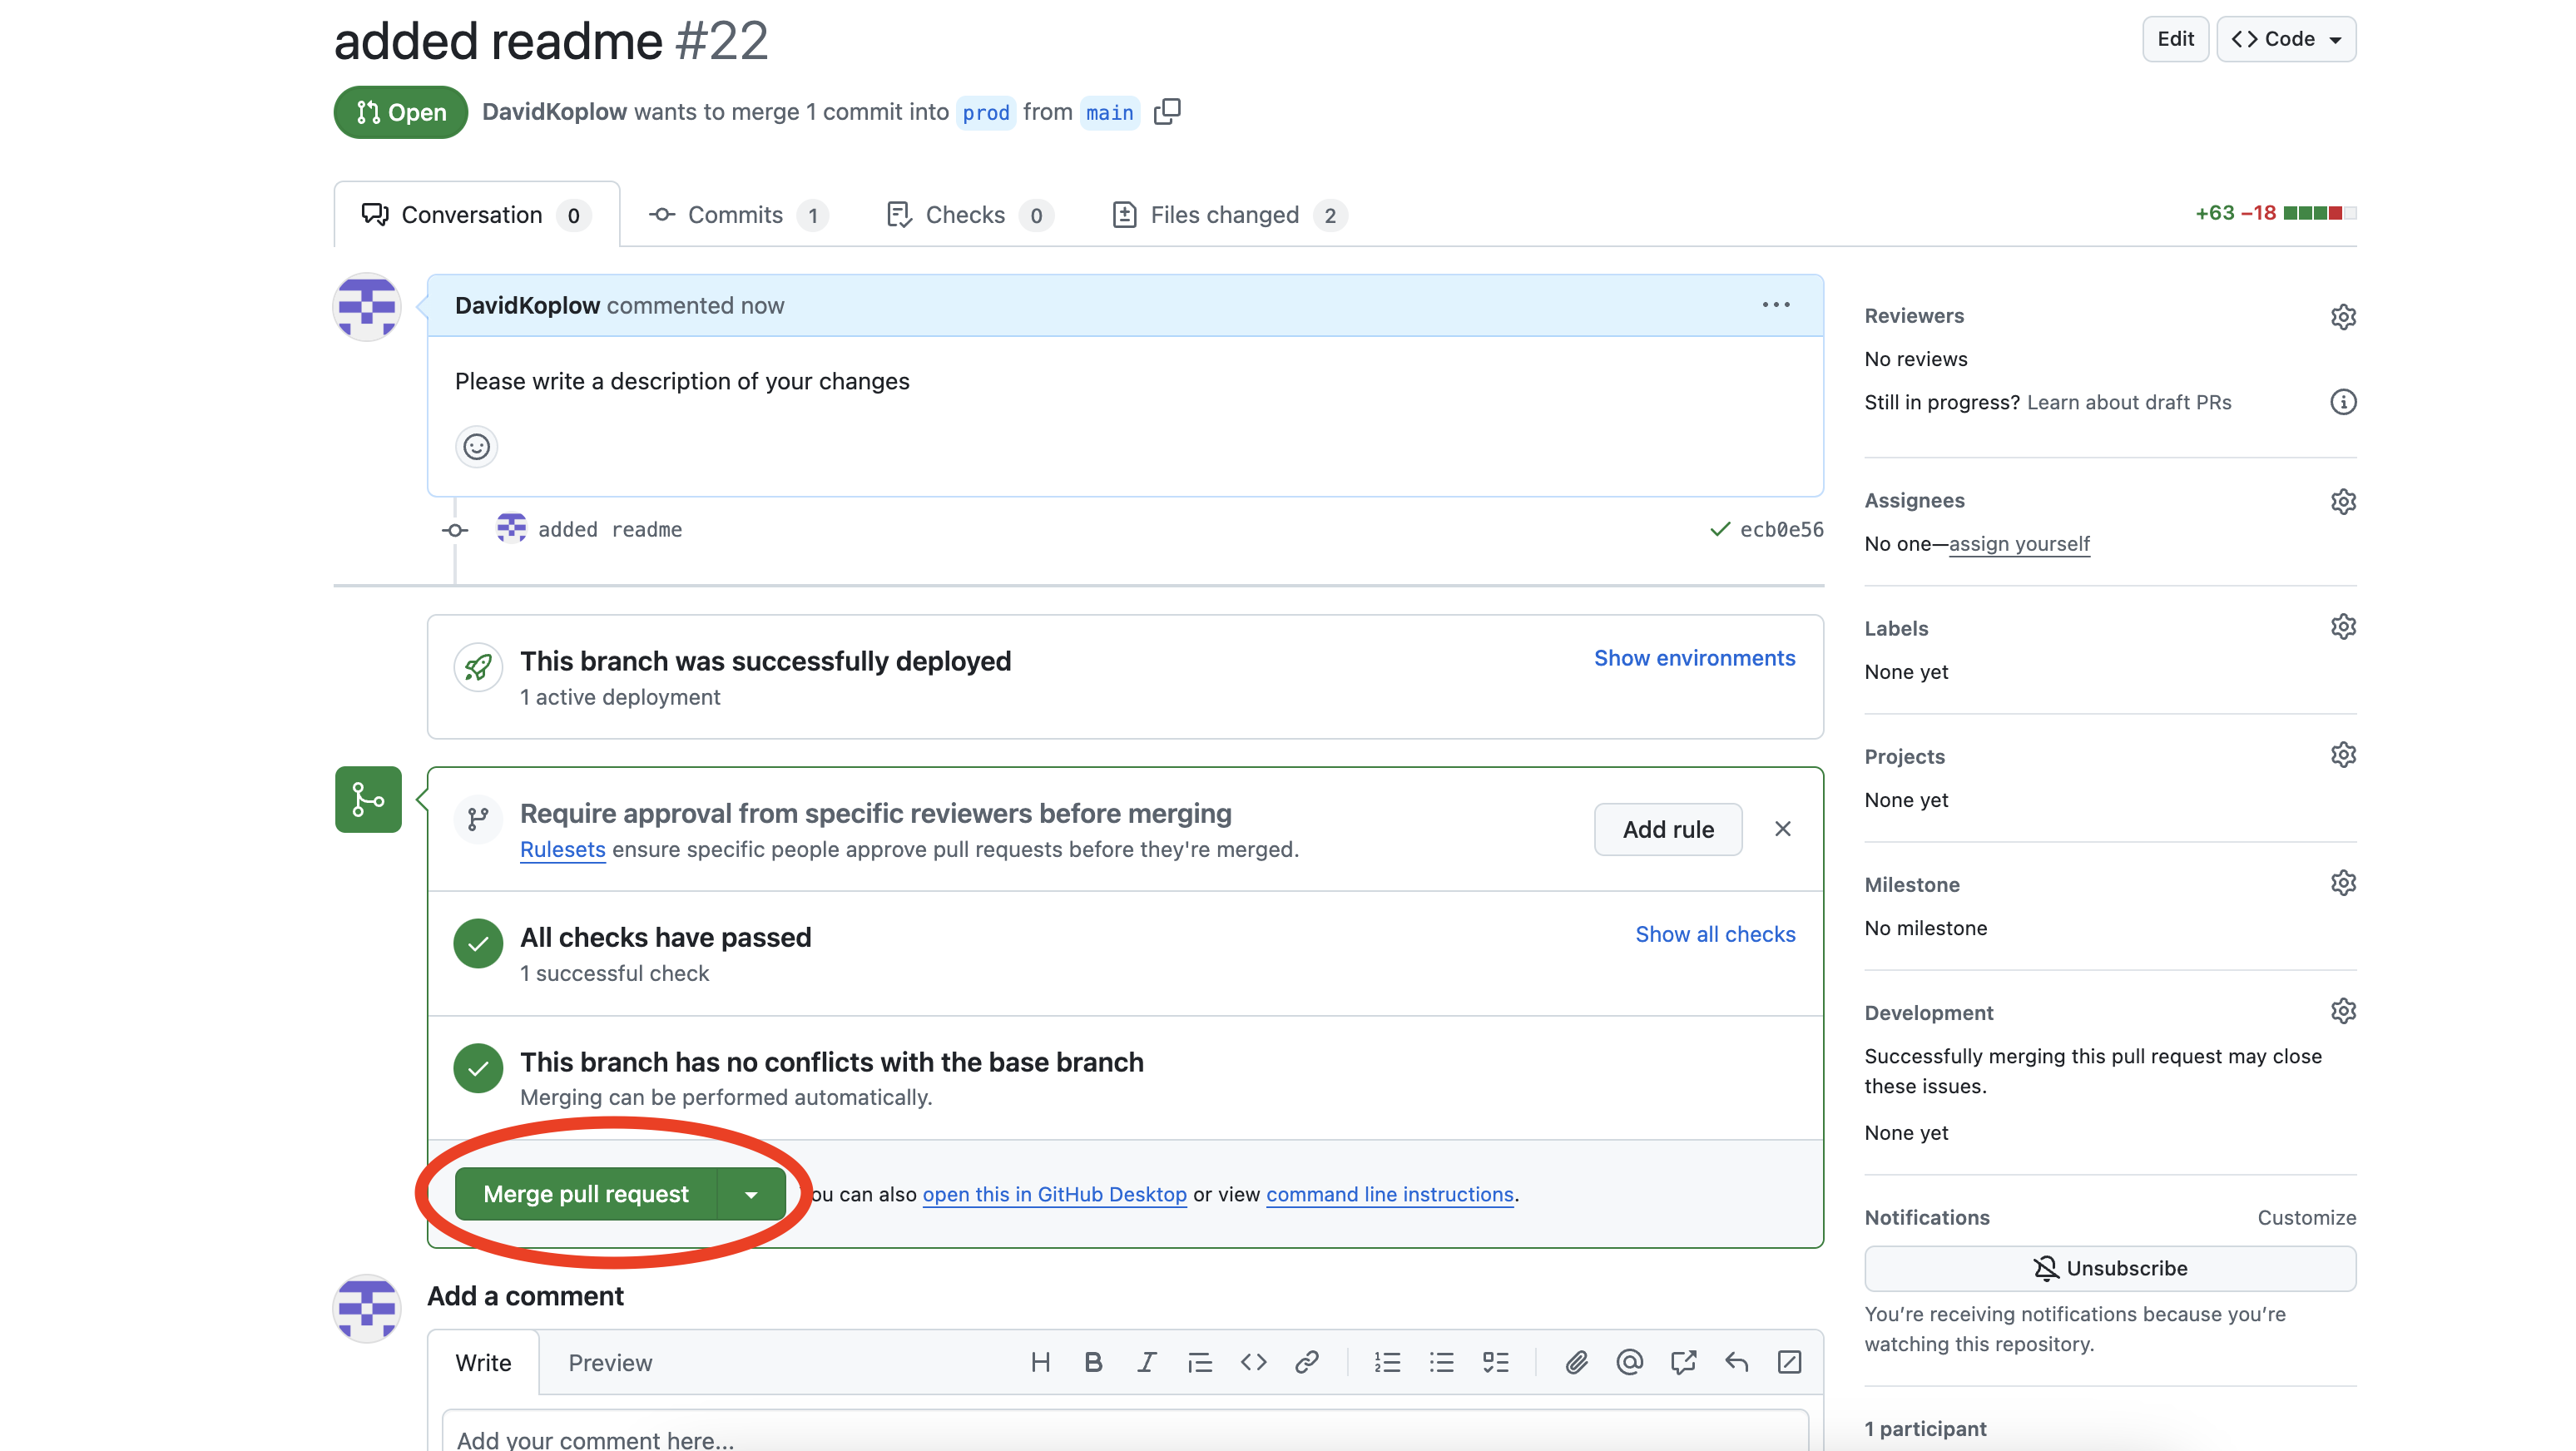 added readme #22
Edit
Code
Open
DavidKoplow wants to merge 1 commit into prod from main
Conversation 0
Commits 1
Checks 0
Files changed 2
+63 −18
DavidKoplow commented now
Please write a description of your changes
added readme
ecb0e56
This branch was successfully deployed
1 active deployment
Show environments
Require approval from specific reviewers before merging
Rulesets ensure specific people approve pull requests before they're merged.
Add rule
All checks have passed
1 successful check
Show all checks
This branch has no conflicts with the base branch
Merging can be performed automatically.
Merge pull request
ou can also open this in GitHub Desktop or view command line instructions.
Add a comment
Write
Preview
Add your comment here...
Reviewers
No reviews
Still in progress? Learn about draft PRs
Assignees
No one—assign yourself
Labels
None yet
Projects
None yet
Milestone
No milestone
Development
Successfully merging this pull request may close
these issues.
None yet
Notifications
Customize
Unsubscribe
You’re receiving notifications because you’re
watching this repository.
1 participant